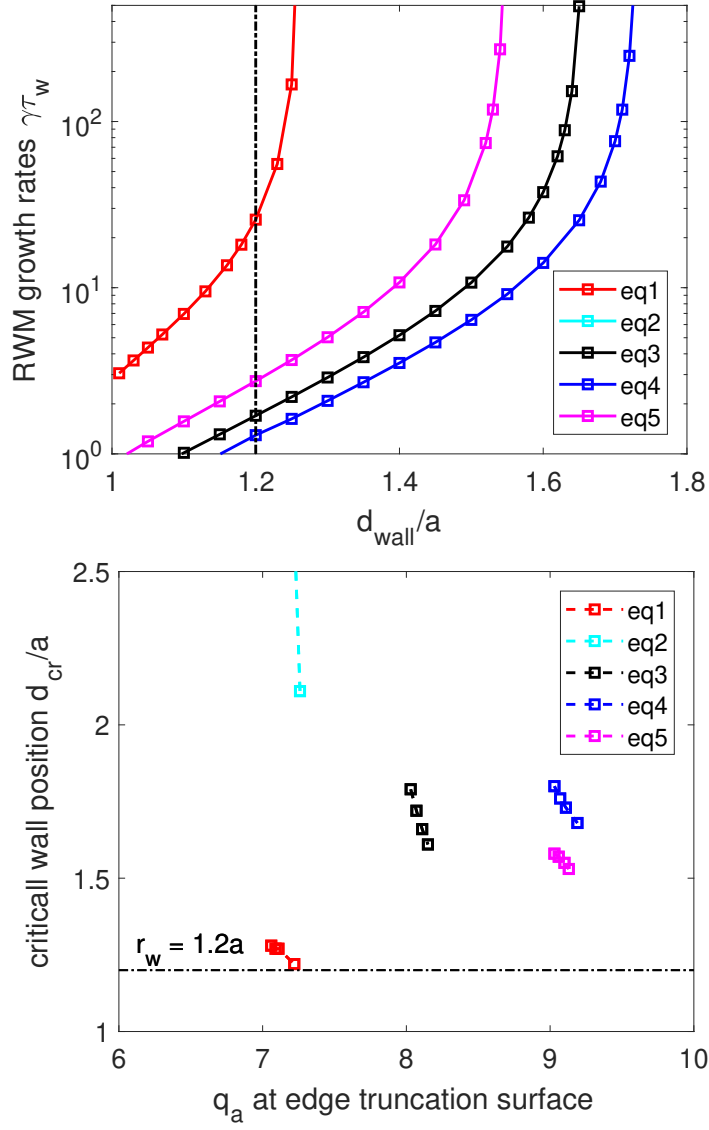 RWM growth rates γτ_w
10^2
10^1
10^0
1
1.2
1.4
1.6
1.8
d_wall/a
eq1
eq2
eq3
eq4
eq5
criticall wall position d_cr/a
2.5
2
1.5
1
r_w = 1.2a
6
7
8
9
10
q_a at edge truncation surface
eq1
eq2
eq3
eq4
eq5